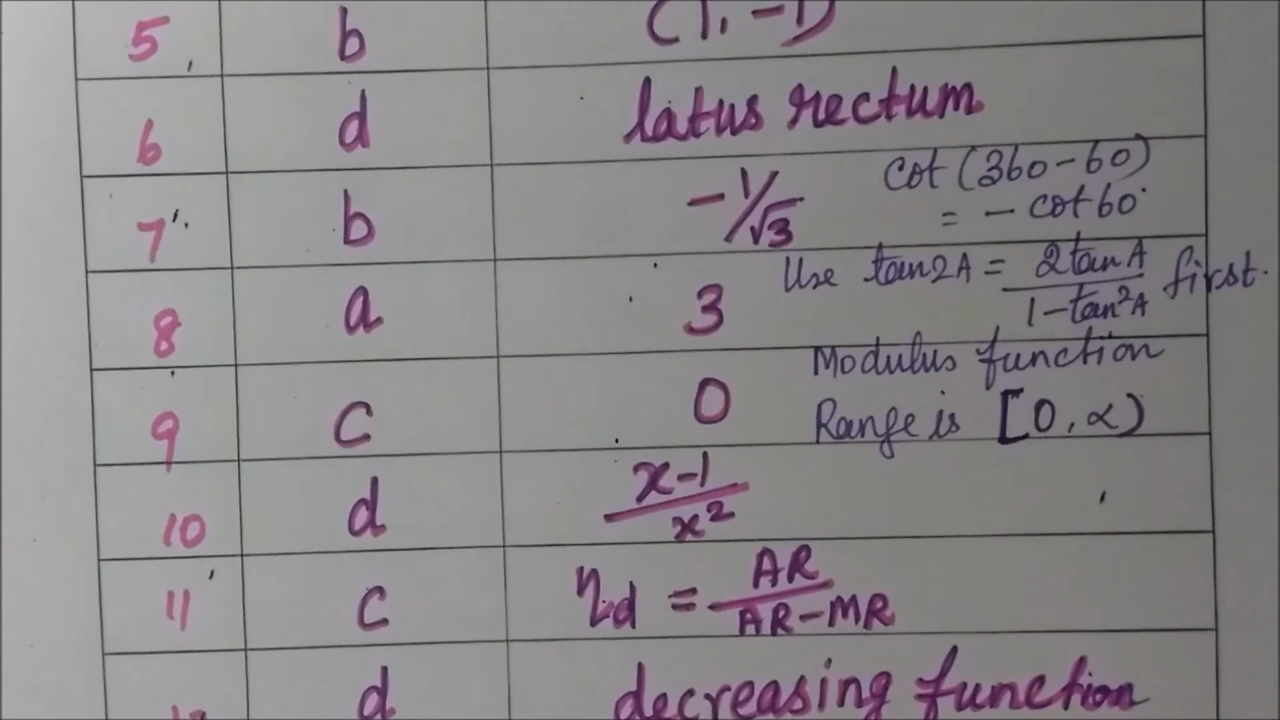 5 b (1, -1)
6 d latus rectum
7 b -1/√3 cot (360-60)
= - cot 60°
8 a 3 Use tan2A = 2tanA / 1-tan²A first.
9 c 0 Modulus function
Range is [0, α)
10 d x-1 / x²
11 c ηd = AR / AR-MR
d decreasing function